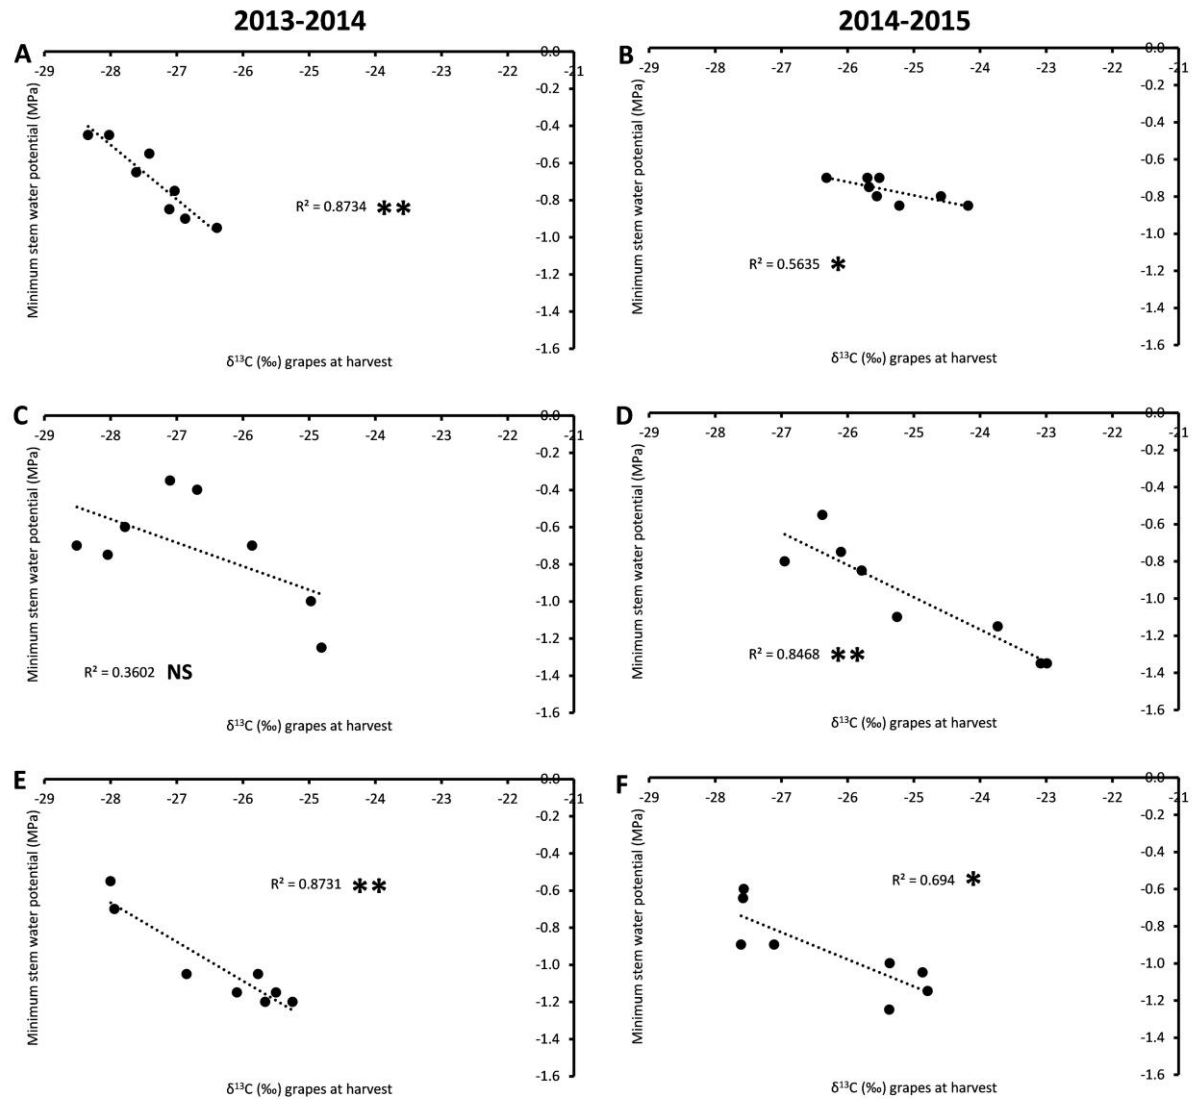 2013-2014
2014-2015
A
0.0
-29 -28 -27 -26 -25 -24 -23 -22 -21
-0.2
-0.4
-0.6
-0.8
-1.0
-1.2
-1.4
-1.6
Minimum stem water potential (MPa)
R² = 0.8734 **
δ¹³C (‰) grapes at harvest
B
0.0
-29 -28 -27 -26 -25 -24 -23 -22 -21
-0.2
-0.4
-0.6
-0.8
-1.0
-1.2
-1.4
-1.6
Minimum stem water potential (MPa)
R² = 0.5635 *
δ¹³C (‰) grapes at harvest
C
0.0
-29 -28 -27 -26 -25 -24 -23 -22 -21
-0.2
-0.4
-0.6
-0.8
-1.0
-1.2
-1.4
-1.6
Minimum stem water potential (MPa)
R² = 0.3602 NS
δ¹³C (‰) grapes at harvest
D
0.0
-29 -28 -27 -26 -25 -24 -23 -22 -21
-0.2
-0.4
-0.6
-0.8
-1.0
-1.2
-1.4
-1.6
Minimum stem water potential (MPa)
R² = 0.8468 **
δ¹³C (‰) grapes at harvest
E
0.0
-29 -28 -27 -26 -25 -24 -23 -22 -21
-0.2
-0.4
-0.6
-0.8
-1.0
-1.2
-1.4
-1.6
Minimum stem water potential (MPa)
R² = 0.8731 **
δ¹³C (‰) grapes at harvest
F
0.0
-29 -28 -27 -26 -25 -24 -23 -22 -21
-0.2
-0.4
-0.6
-0.8
-1.0
-1.2
-1.4
-1.6
Minimum stem water potential (MPa)
R² = 0.694 *
δ¹³C (‰) grapes at harvest